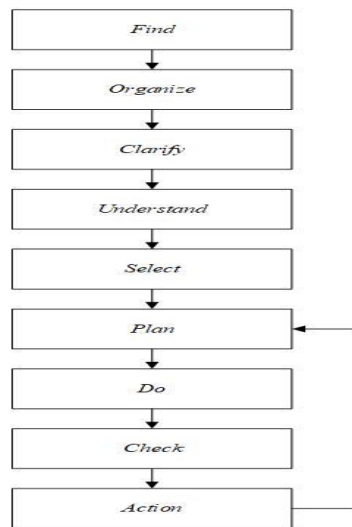 Find
Organize
Clarify
Understand
Select
Plan
Do
Check
Action